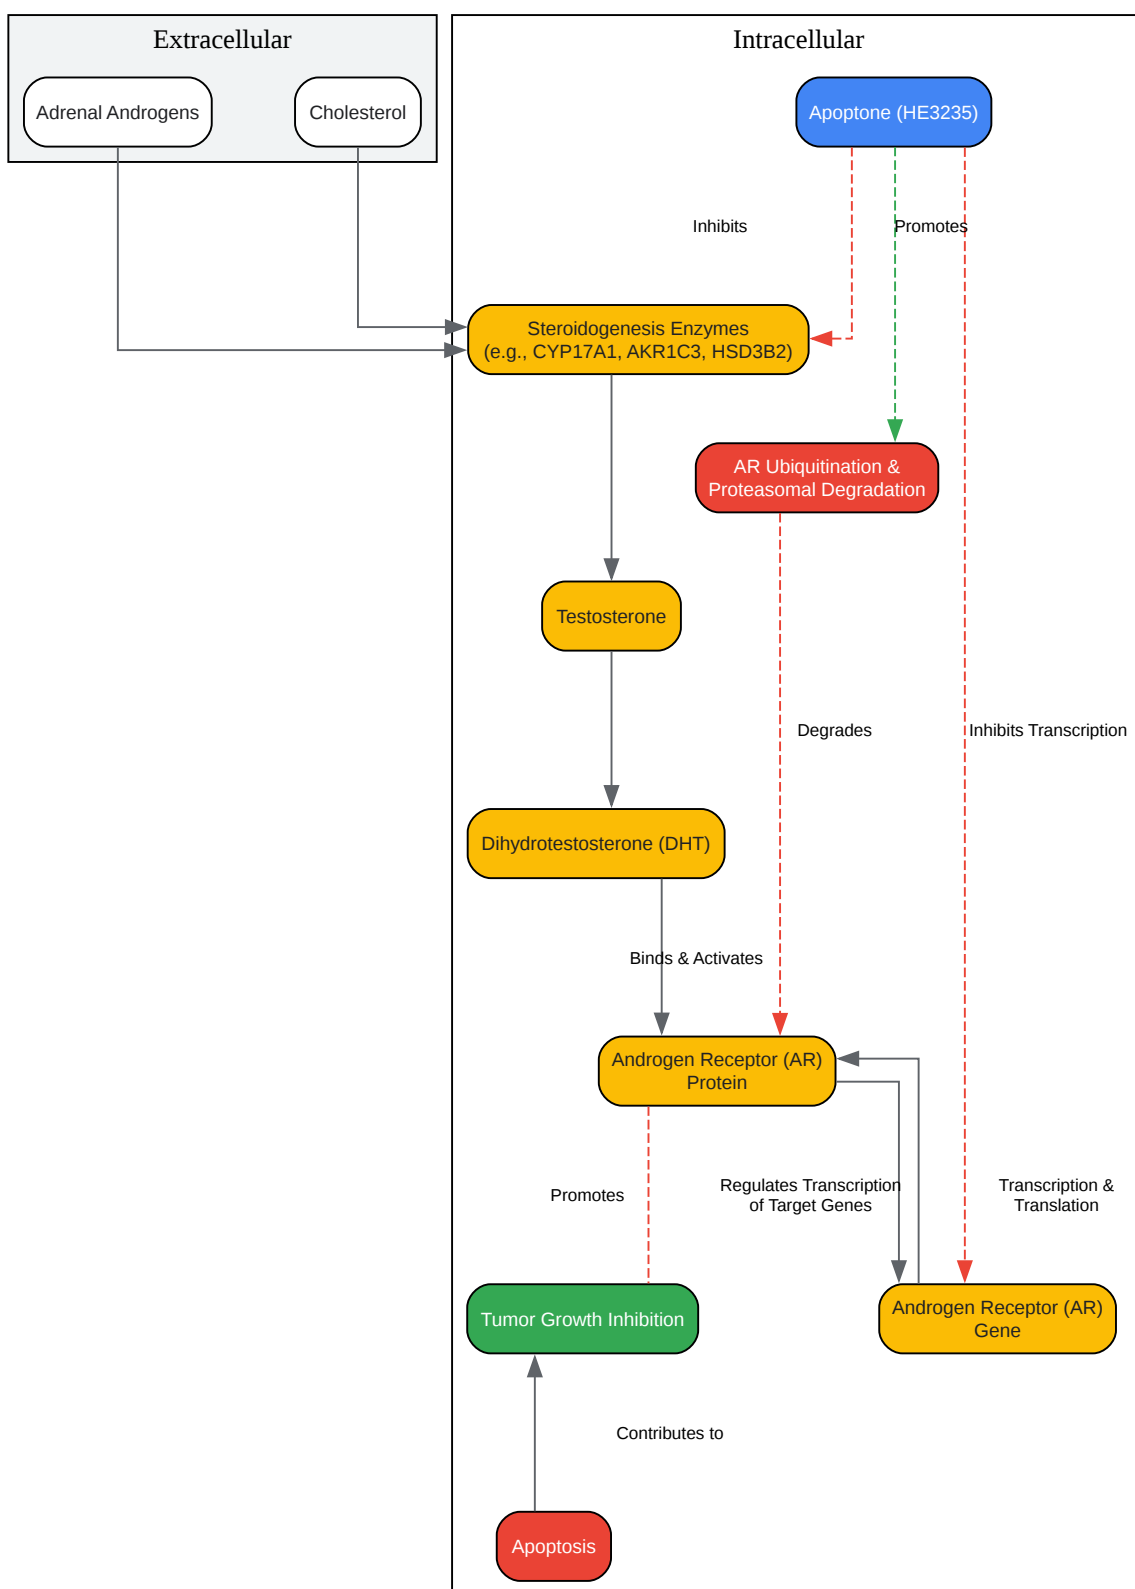 Extracellular
Intracellular
Adrenal Androgens
Cholesterol
Apoptone (HE3235)
Inhibits
Promotes
Steroidogenesis Enzymes
(e.g., CYP17A1, AKR1C3, HSD3B2)
AR Ubiquitination &
Proteasomal Degradation
Testosterone
Degrades
Inhibits Transcription
Dihydrotestosterone (DHT)
Binds & Activates
Androgen Receptor (AR)
Protein
Promotes
Regulates Transcription
of Target Genes
Transcription &
Translation
Tumor Growth Inhibition
Androgen Receptor (AR)
Gene
Contributes to
Apoptosis